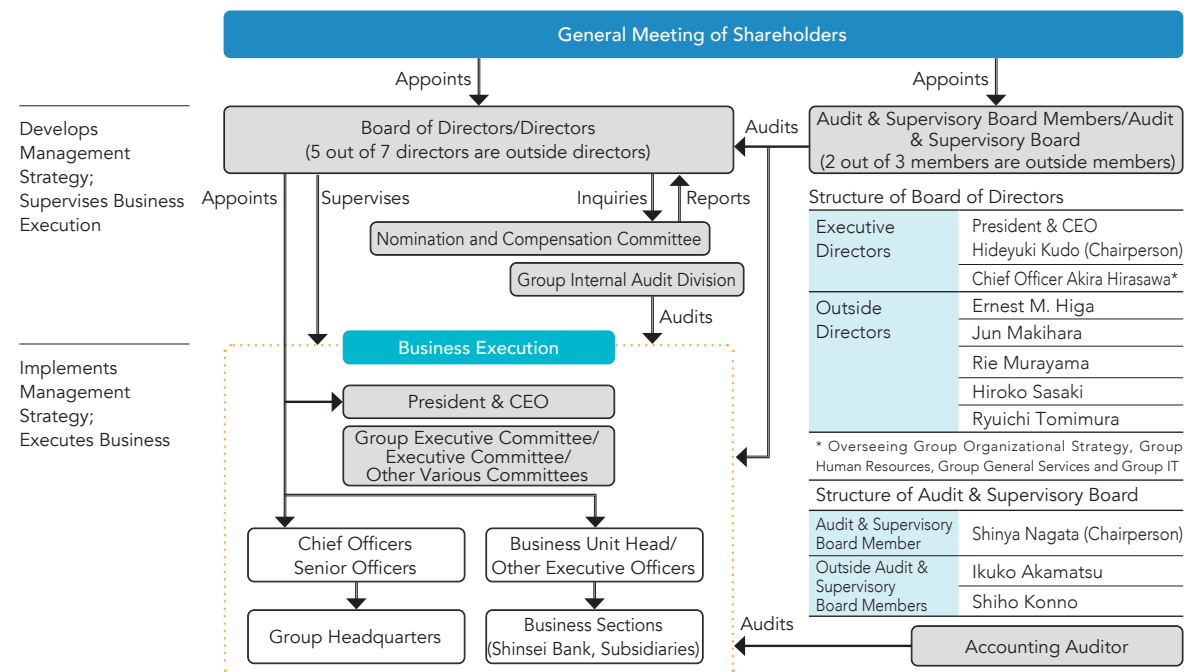 General Meeting of Shareholders
Appoints
Appoints
Develops
Management
Strategy;
Supervises Business
Execution
Board of Directors/Directors
(5 out of 7 directors are outside directors)
Audits
Audit & Supervisory Board Members/Audit
& Supervisory Board
(2 out of 3 members are outside members)
Appoints
Supervises
Inquiries
Reports
Nomination and Compensation Committee
Group Internal Audit Division
Audits
Structure of Board of Directors
Executive
Directors
President & CEO
Hideyuki Kudo (Chairperson)
Chief Officer Akira Hirasawa*
Outside
Directors
Ernest M. Higa
Jun Makihara
Rie Murayama
Hiroko Sasaki
Ryuichi Tomimura
* Overseeing Group Organizational Strategy, Group
Human Resources, Group General Services and Group IT
Implements
Management
Strategy;
Executes Business
Business Execution
President & CEO
Group Executive Committee/
Executive Committee/
Other Various Committees
Chief Officers
Senior Officers
Business Unit Head/
Other Executive Officers
Group Headquarters
Business Sections
(Shinsei Bank, Subsidiaries)
Structure of Audit & Supervisory Board
Audit & Supervisory
Board Member
Shinya Nagata (Chairperson)
Outside Audit &
Supervisory
Board Members
Ikuko Akamatsu
Shiho Konno
Audits
Accounting Auditor